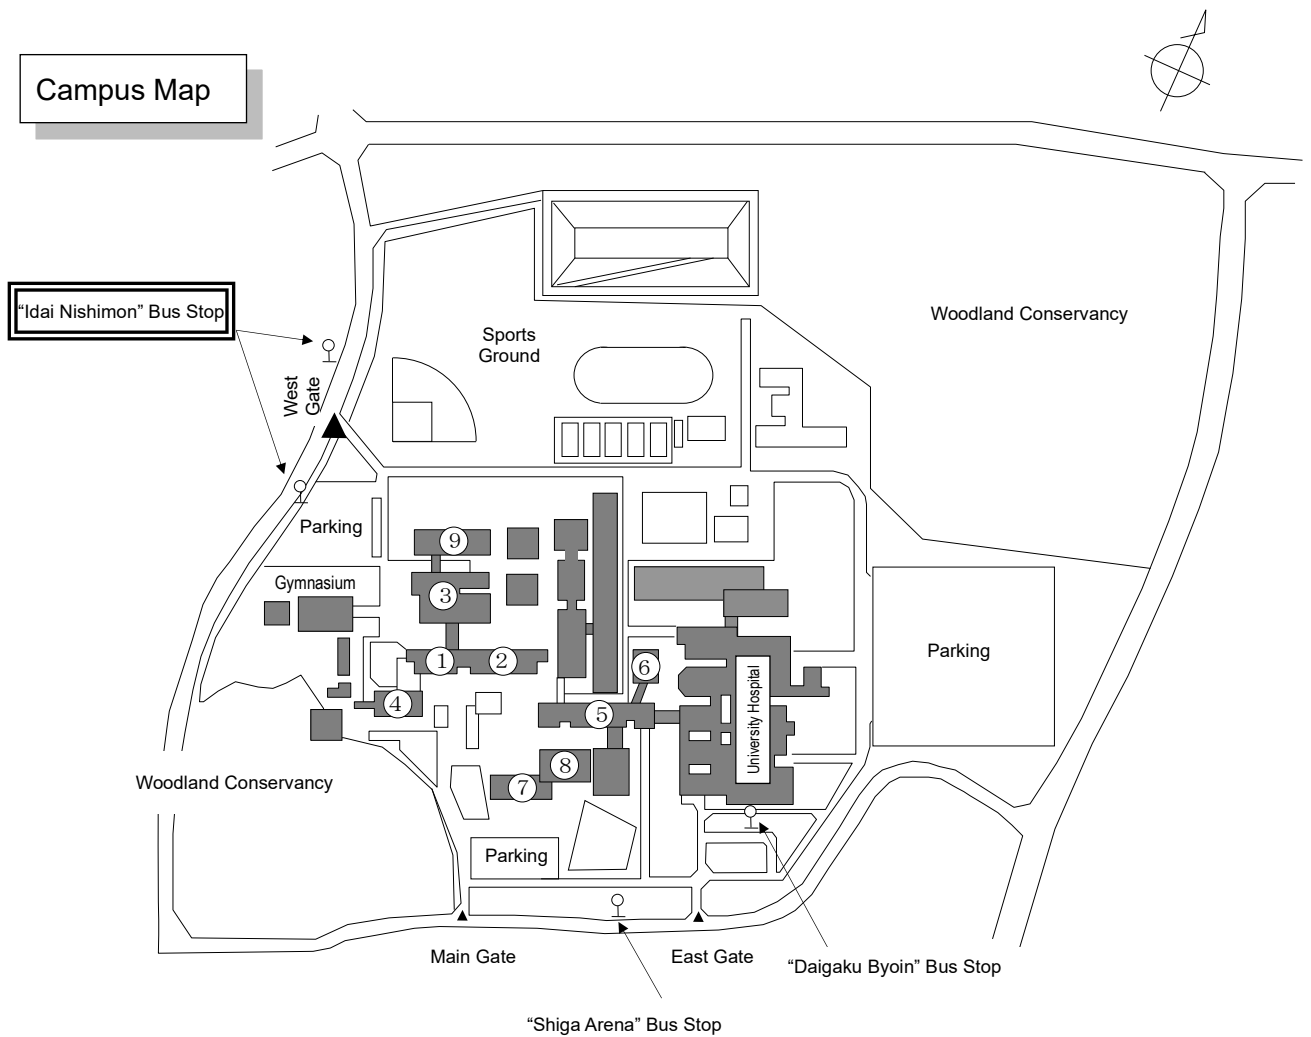 Campus Map
“Idai Nishimon” Bus Stop
West
Gate
Sports
Ground
Woodland Conservancy
Parking
Gymnasium
9
3
1
2
4
5
6
7
8
University Hospital
Parking
Woodland Conservancy
Parking
Main Gate
East Gate
“Daigaku Byoin” Bus Stop
“Shiga Arena” Bus Stop